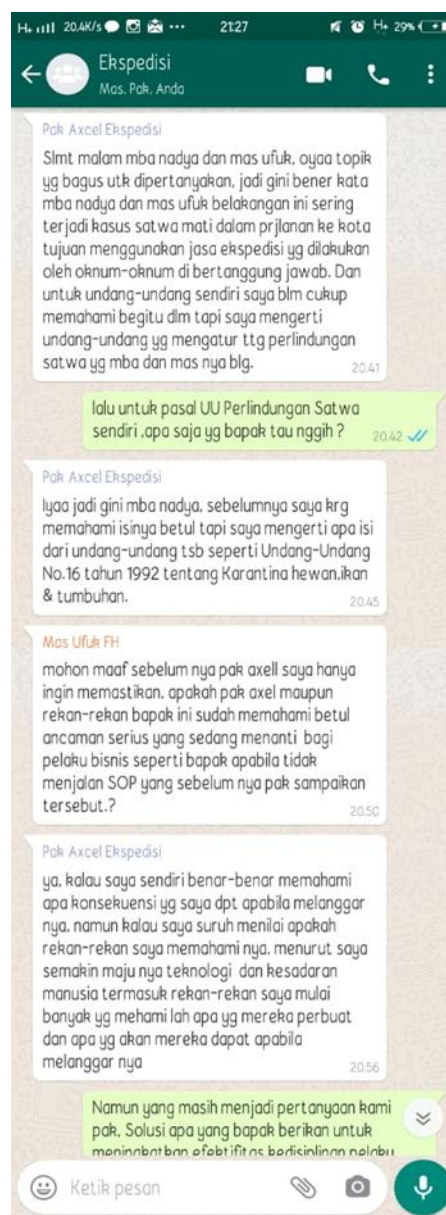 H+ 20.4K/s ... 21:27 H+ 29%
Ekspedisi
Mas. Pak. Anda
Pak Axcel Ekspedisi
Slmt malam mba nadya dan mas ufuk, oyaa topik
yg bagus utk dipertanyakan, jadi gini bener kata
mba nadya dan mas ufuk belakangan ini sering
terjadi kasus satwa mati dalam prjlanan ke kota
tujuan menggunakan jasa ekspedisi yg dilakukan
oleh oknum-oknum di bertanggung jawab. Dan
untuk undang-undang sendiri saya blm cukup
memahami begitu dlm tapi saya mengerti
undang-undang yg mengatur ttg perlindungan
satwa yg mba dan mas nya blg.
20.41
lalu untuk pasal UU Perlindungan Satwa
sendiri ,apa saja yg bapak tau nggih ?
20.42
Pak Axcel Ekspedisi
Iyaa jadi gini mba nadya, sebelumnya saya krg
memahami isinya betul tapi saya mengerti apa isi
dari undang-undang tsb seperti Undang-Undang
No.16 tahun 1992 tentang Karantina hewan,ikan
& tumbuhan.
20.45
Mas Ufuk FH
mohon maaf sebelum nya pak axell saya hanya
ingin memastikan, apakah pak axel maupun
rekan-rekan bapak ini sudah memahami betul
ancaman serius yang sedang menanti bagi
pelaku bisnis seperti bapak apabila tidak
menjalan SOP yang sebelum nya pak sampaikan
tersebut.?
20.50
Pak Axcel Ekspedisi
ya, kalau saya sendiri benar-benar memahami
apa konsekuensi yg saya dpt apabila melanggar
nya, namun kalau saya suruh menilai apakah
rekan-rekan saya memahami nya, menurut saya
semakin maju nya teknologi dan kesadaran
manusia termasuk rekan-rekan saya mulai
banyak yg mehami lah apa yg mereka perbuat
dan apa yg akan mereka dapat apabila
melanggar nya
20.56
Namun yang masih menjadi pertanyaan kami
pak, Solusi apa yang bapak berikan untuk
meningkatkan efektifitas kedisiplinan pelaku
Ketik pesan